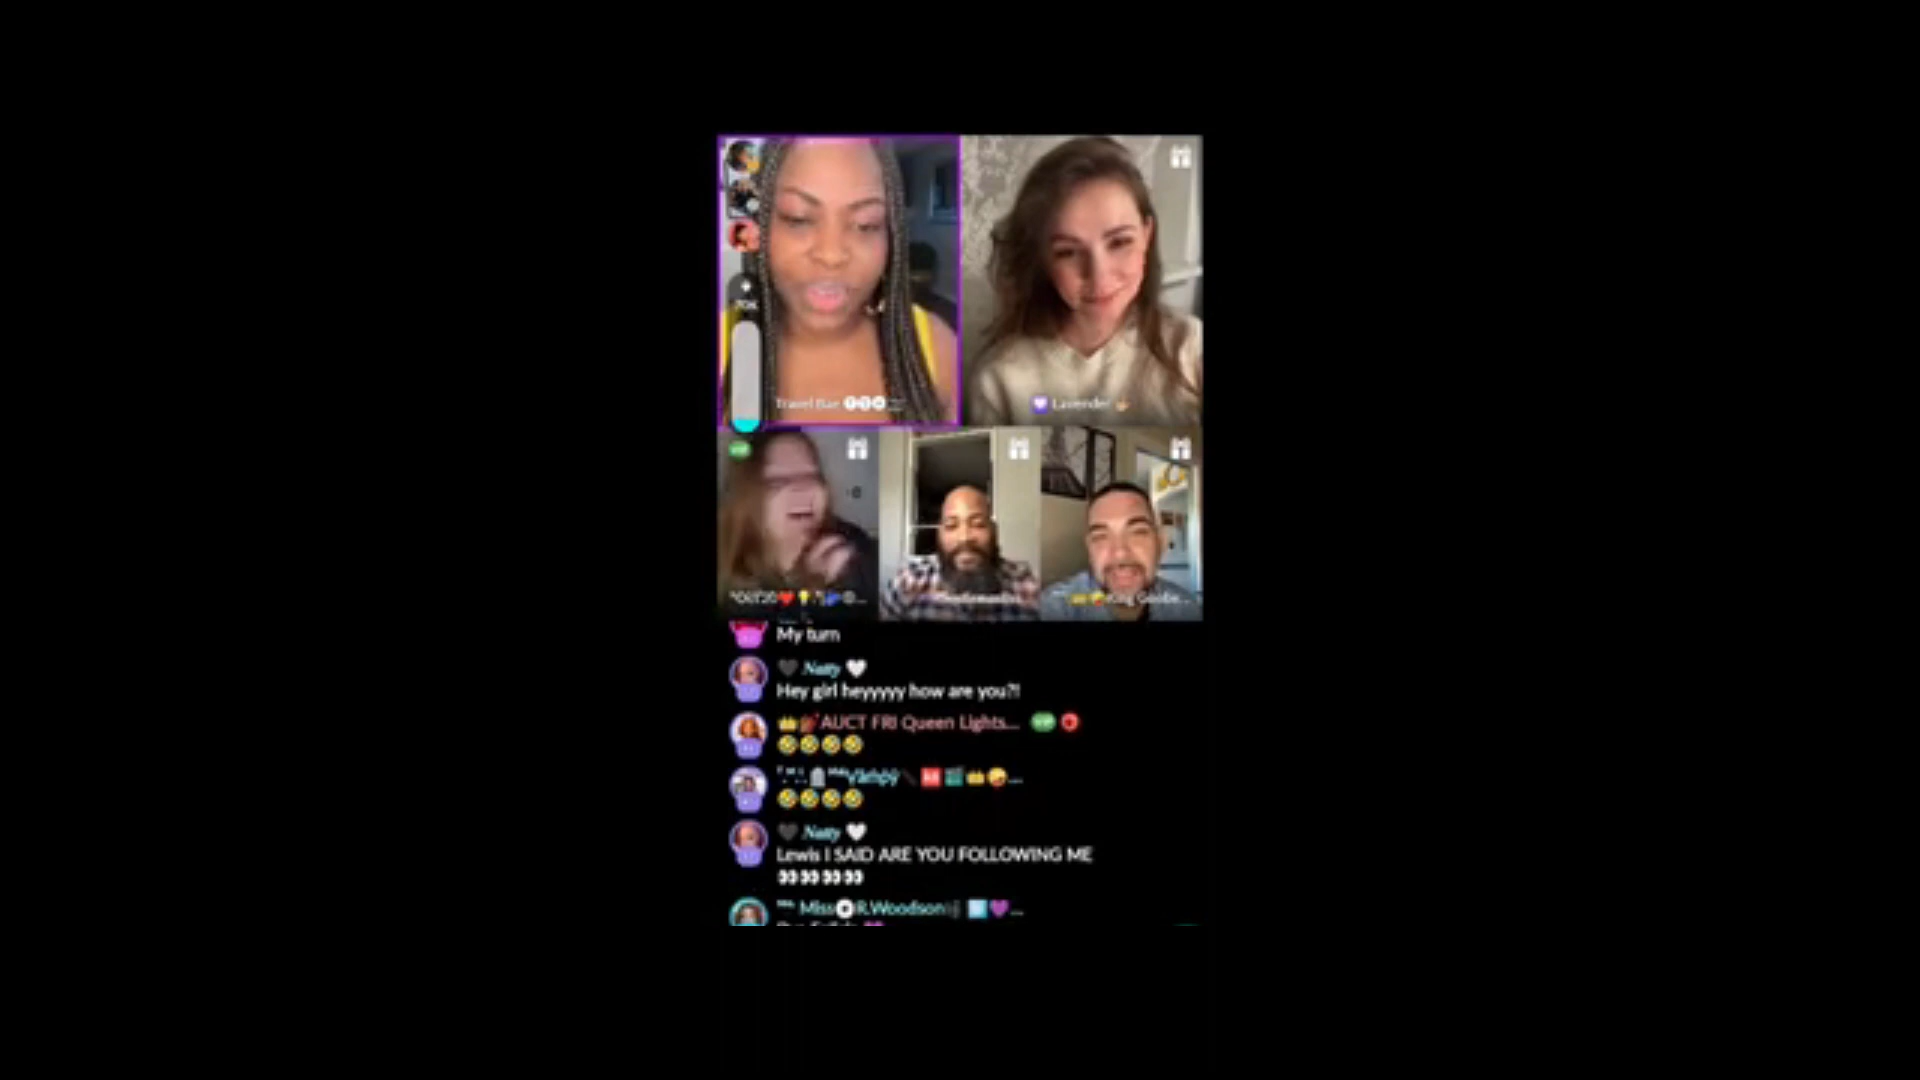 Travel Bae
Lavender
My turn
Natty
Hey girl heyyyyy how are you?!
AUCT FRI Queen Lights...
🤣🤣🤣🤣
Vampy
🤣🤣🤣🤣
Natty
Lewis I SAID ARE YOU FOLLOWING ME
👀👀👀👀
Miss R.Woodson